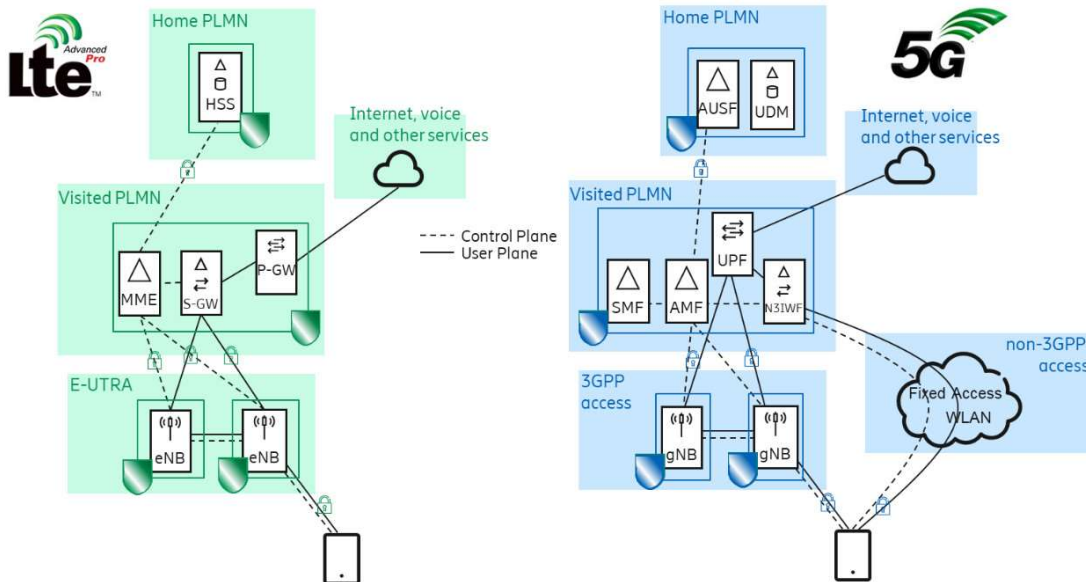 LTE
Advanced
Pro
TM
Home PLMN
HSS
Internet, voice
and other services
Visited PLMN
MME
S-GW
P-GW
E-UTRA
eNB
eNB
Control Plane
User Plane
5G
Home PLMN
AUSF
UDM
Internet, voice
and other services
Visited PLMN
UPF
SMF
AMF
N3IWF
non-3GPP
access
3GPP
access
Fixed Access
WLAN
gNB
gNB